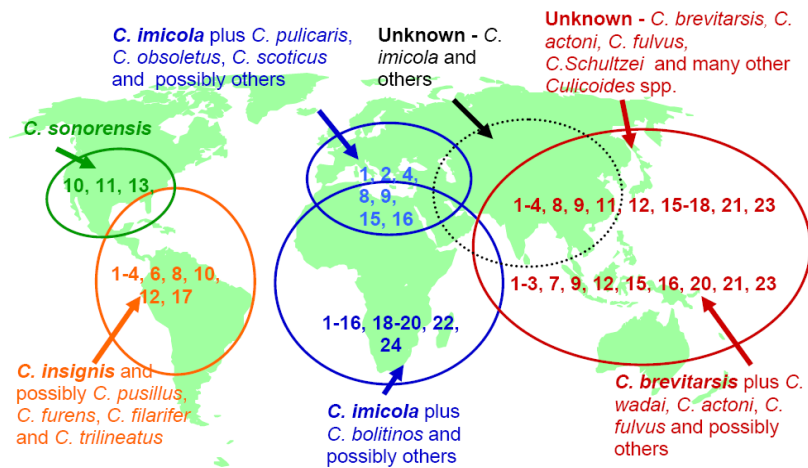 C. imicola plus C. pulicaris,
C. obsoletus, C. scoticus
and possibly others
Unknown - C.
imicola and
others
Unknown - C. brevitarsis, C.
actoni, C. fulvus,
C.Schultzei and many other
Culicoides spp.
C. sonorensis
10, 11, 13,
1, 2, 4,
8, 9,
15, 16
1-4, 8, 9, 11, 12, 15-18, 21, 23
1-4, 6, 8, 10,
12, 17
1-3, 7, 9, 12, 15, 16, 20, 21, 23
1-16, 18-20, 22,
24
C. insignis and
possibly C. pusillus,
C. furens, C. filarifer
and C. trilineatus
C. imicola plus
C. bolitinos and
possibly others
C. brevitarsis plus C.
wadai, C. actoni, C.
fulvus and possibly
others